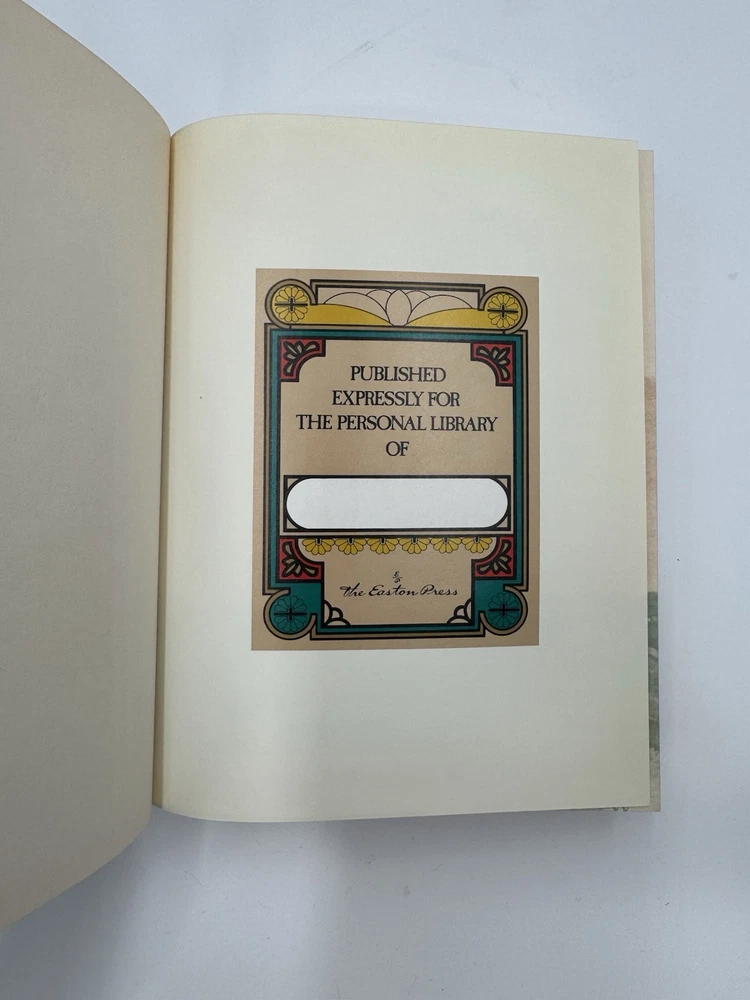 PUBLISHED
EXPRESSLY FOR
THE PERSONAL LIBRARY
OF
The Easton Press